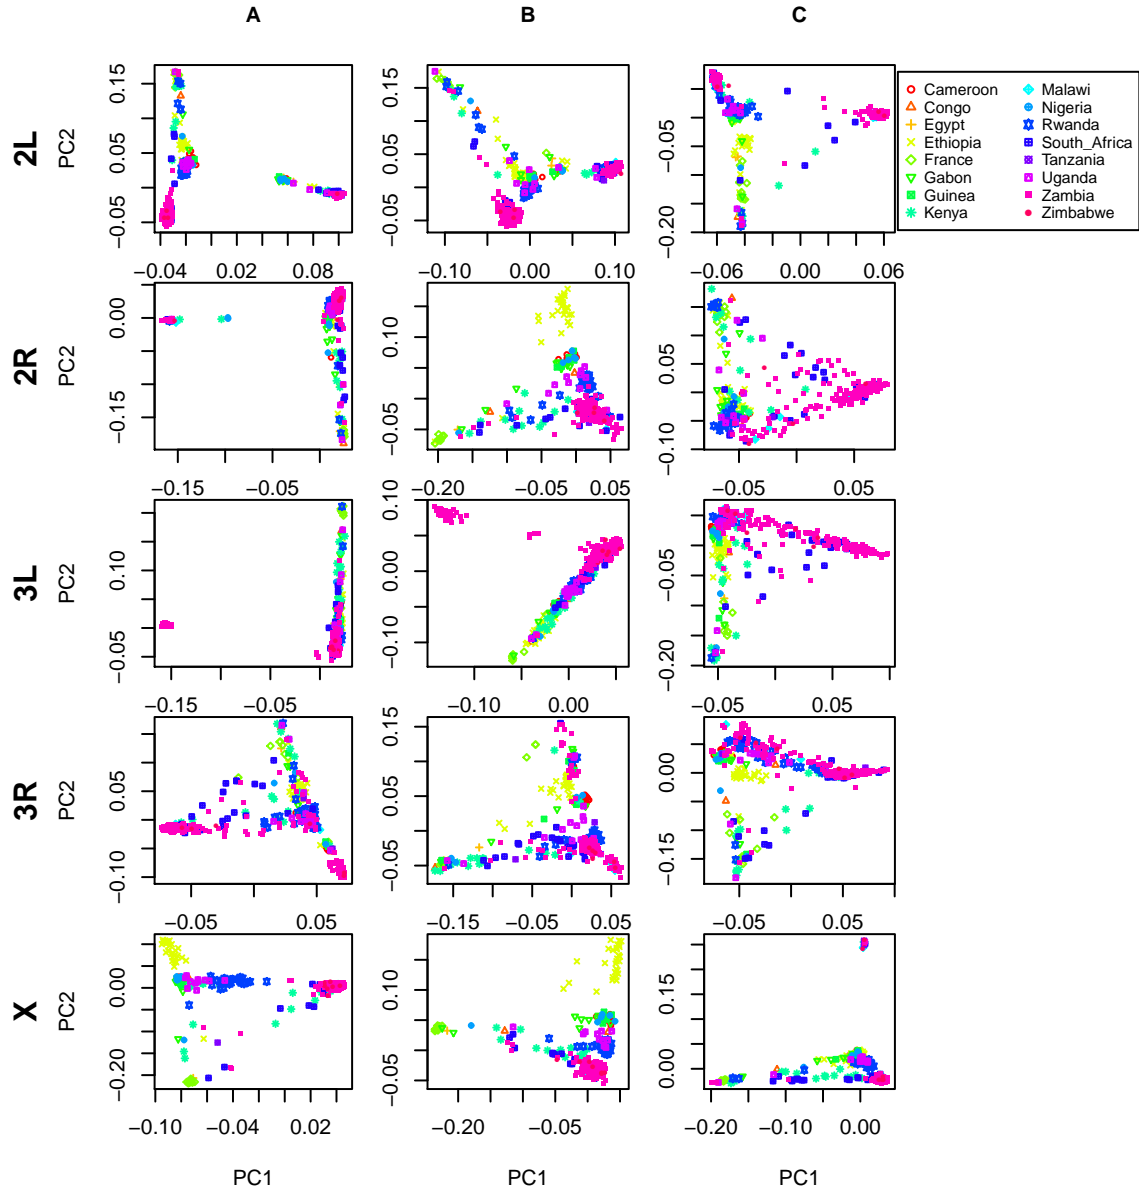 A B C
2L
PC2
−0.05 0.05 0.15
−0.04 0.02 0.08
−0.10 0.00 0.10
−0.20 −0.05
−0.06 0.00 0.06
Cameroon
Congo
Egypt
Ethiopia
France
Gabon
Guinea
Kenya
Malawi
Nigeria
Rwanda
South_Africa
Tanzania
Uganda
Zambia
Zimbabwe
2R
PC2
−0.15 0.00
−0.15 −0.05
−0.05 0.10
−0.20 −0.05 0.05
−0.10 0.05
−0.05 0.05
3L
PC2
−0.05 0.10
−0.15 −0.05
−0.10 0.00 0.10
−0.10 0.00
−0.20 −0.05
−0.05 0.05
3R
PC2
−0.10 0.05
−0.05 0.05
−0.05 0.05 0.15
−0.15 −0.05 0.05
−0.15 0.00
−0.05 0.05
X
PC2
−0.20 0.00
−0.10 −0.04 0.02
−0.05 0.10
−0.20 −0.05
0.00 0.15
−0.20 −0.10 0.00
PC1 PC1 PC1